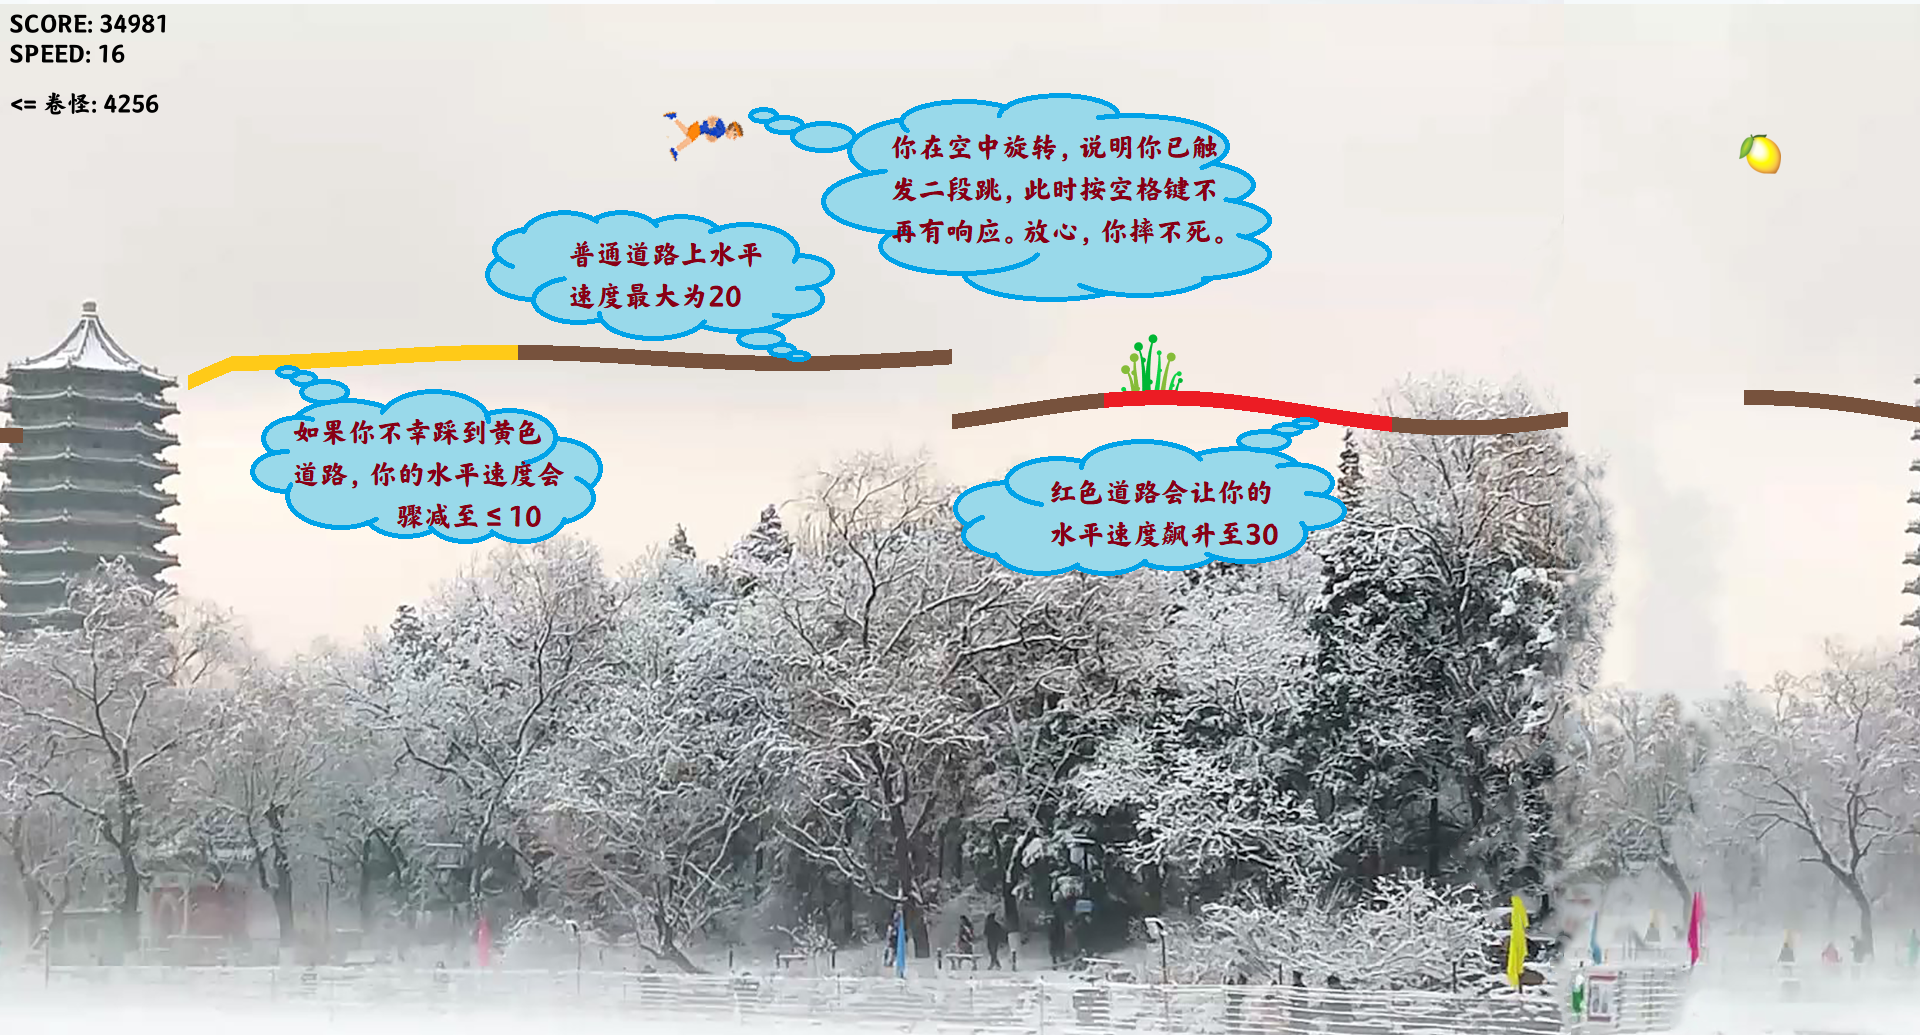 SCORE: 34981
SPEED: 16
<= 卷怪: 4256
你在空中旋转，说明你已触
发二段跳，此时按空格键不
再有响应。放心，你摔不死。
普通道路上水平
速度最大为20
如果你不幸踩到黄色
道路，你的水平速度会
骤减至≤10
红色道路会让你的
水平速度飙升至30